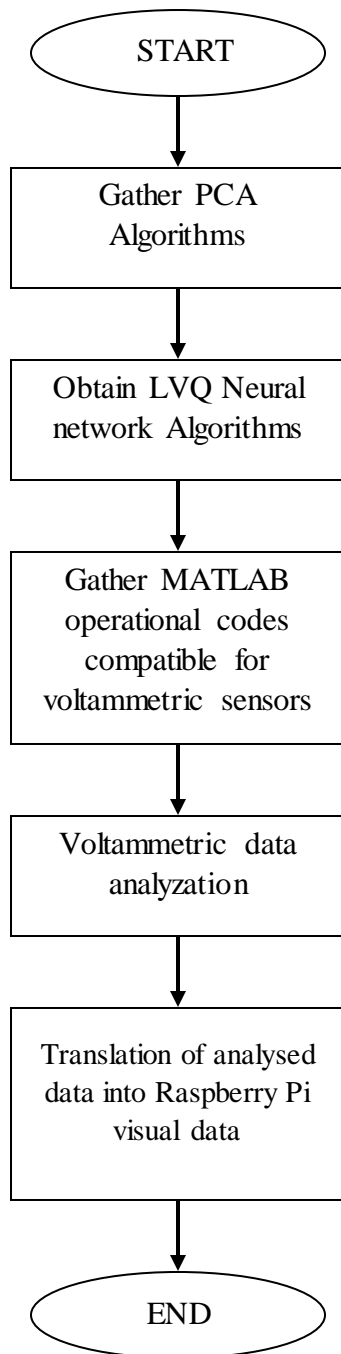 START
Gather PCA
Algorithms
Obtain LVQ Neural
network Algorithms
Gather MATLAB
operational codes
compatible for
voltammetric sensors
Voltammetric data
analyzation
Translation of analysed
data into Raspberry Pi
visual data
END